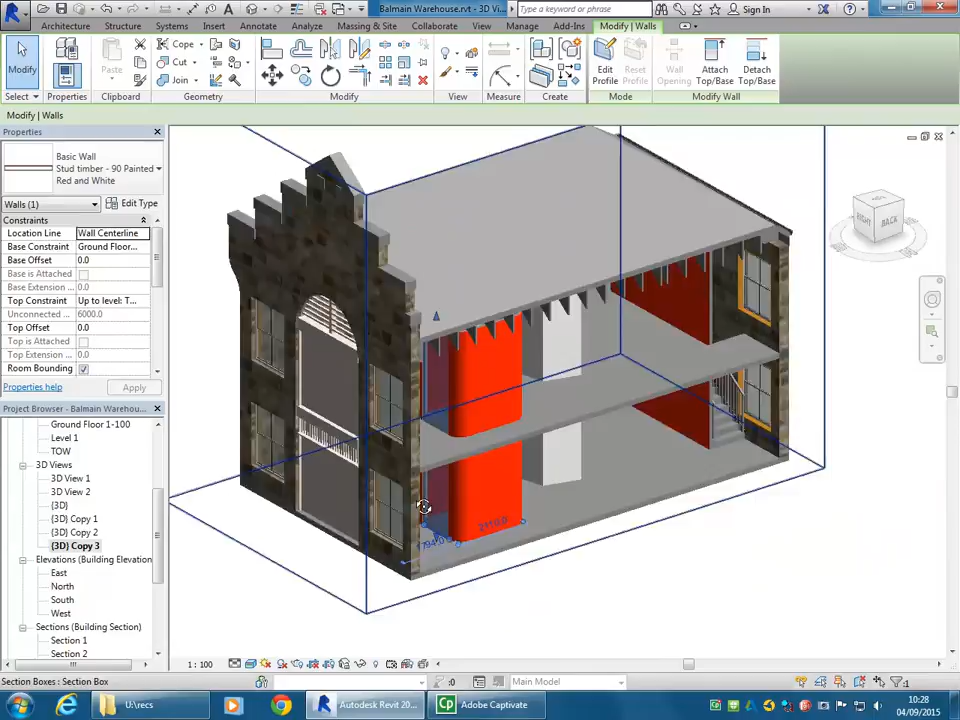 Balmain Warehouse.rvt - 3D Vi...
Type a keyword or phrase
Sign In
Architecture Structure Systems Insert Annotate Analyze Massing & Site Collaborate View Manage Add-Ins Modify | Walls
Modify
Properties
Paste
Cope
Cut
Join
Edit Profile
Reset Profile
Wall Opening
Attach Top/Base
Detach Top/Base
Select Properties Clipboard Geometry Modify View Measure Create Mode Modify Wall
Modify | Walls
Properties
Basic Wall
Stud timber - 90 Painted
Red and White
Walls (1) Edit Type
Constraints
Location Line Wall Centerline
Base Constraint Ground Floor...
Base Offset 0.0
Base is Attached
Base Extension ... 0.0
Top Constraint Up to level: T...
Unconnected ... 6000.0
Top Offset 0.0
Top is Attached
Top Extension ... 0.0
Room Bounding
Properties help Apply
Project Browser - Balmain Warehou...
Ground Floor 1-100
Level 1
TOW
3D Views
3D View 1
3D View 2
{3D}
{3D} Copy 1
{3D} Copy 2
{3D} Copy 3
Elevations (Building Elevation)
East
North
South
West
Sections (Building Section)
Section 1
Section 2
RIGHT
BACK
2110.0
1794.0
1 : 100
Section Boxes : Section Box
:0
Main Model
:1
U:\recs
Autodesk Revit 20...
Adobe Captivate
10:28
04/09/2015